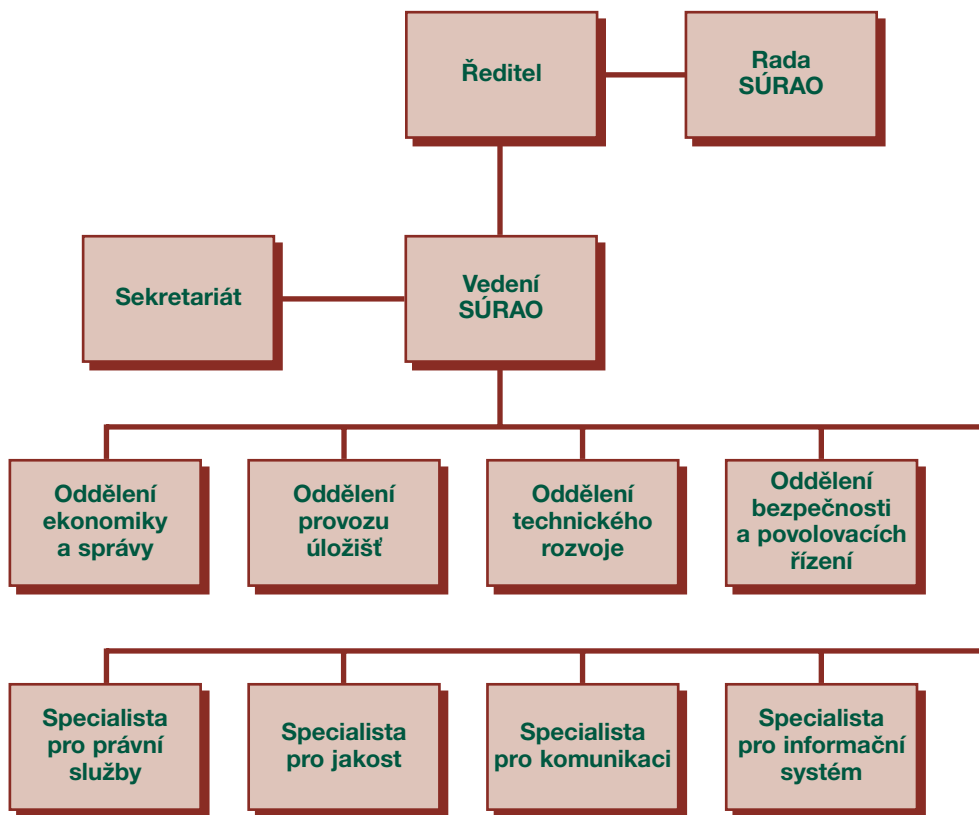 Ředitel
Rada
SÚRAO
Sekretariát
Vedení
SÚRAO
Oddělení
ekonomiky
a správy
Oddělení
provozu
úložišť
Oddělení
technického
rozvoje
Oddělení
bezpečnosti
a povolovacích
řízení
Specialista
pro právní
služby
Specialista
pro jakost
Specialista
pro komunikaci
Specialista
pro informační
systém